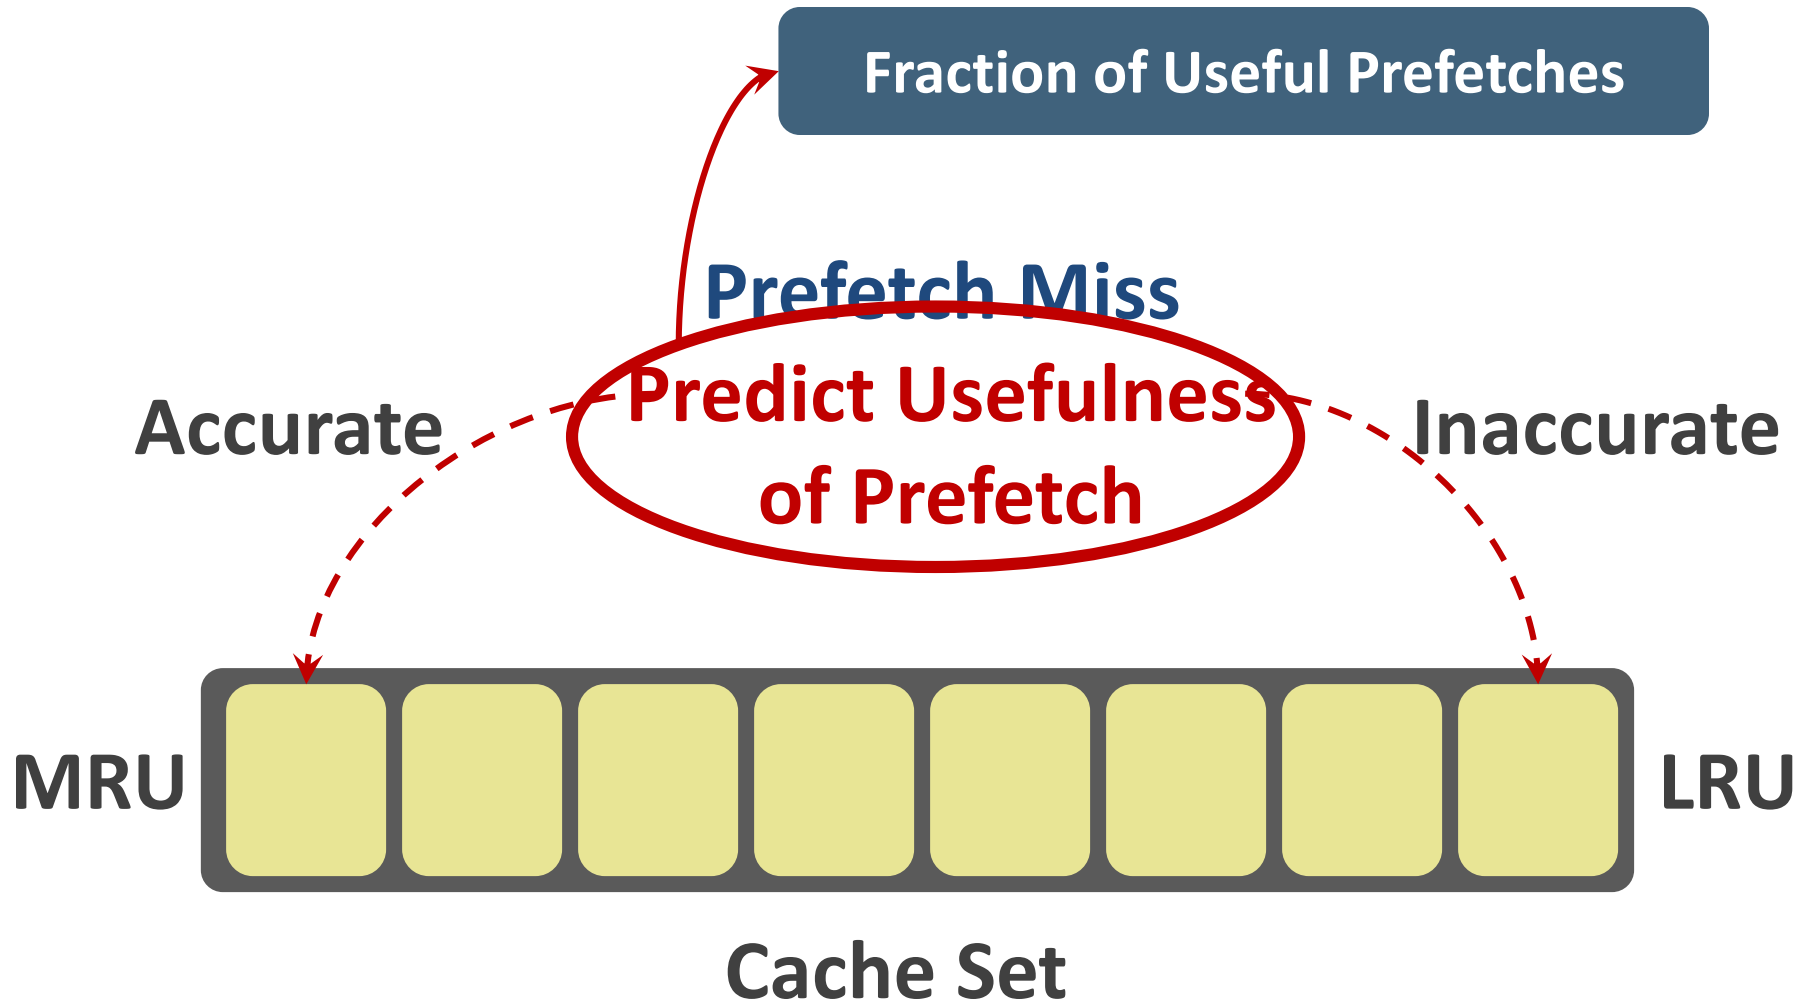 Fraction of Useful Prefetches
Prefetch Miss
Predict Usefulness
of Prefetch
Accurate
Inaccurate
MRU
LRU
Cache Set